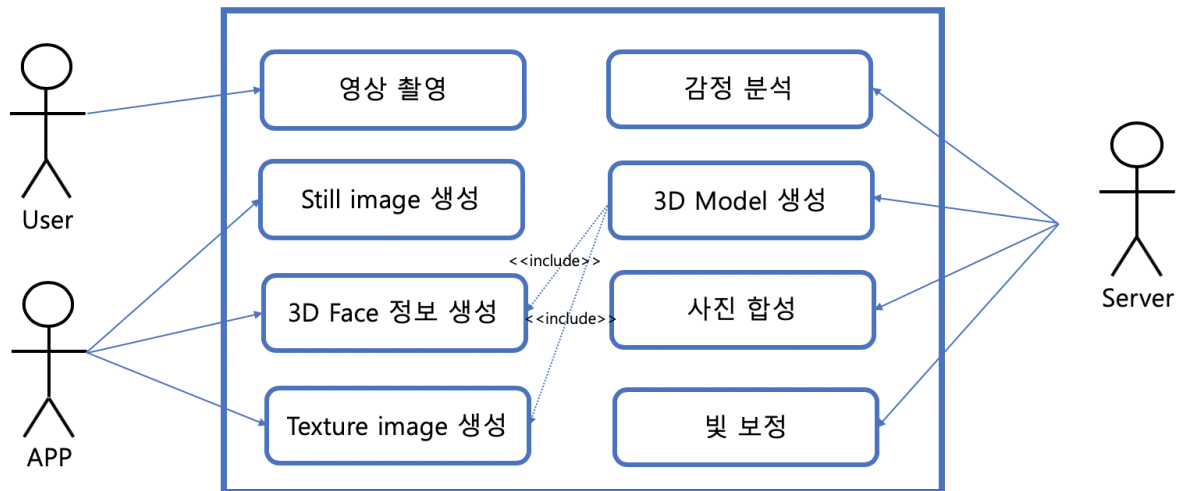 영상 촬영
감정 분석
User
Still image 생성
3D Model 생성
Server
<<include>>
3D Face 정보 생성
<<include>>
사진 합성
APP
Texture image 생성
빛 보정